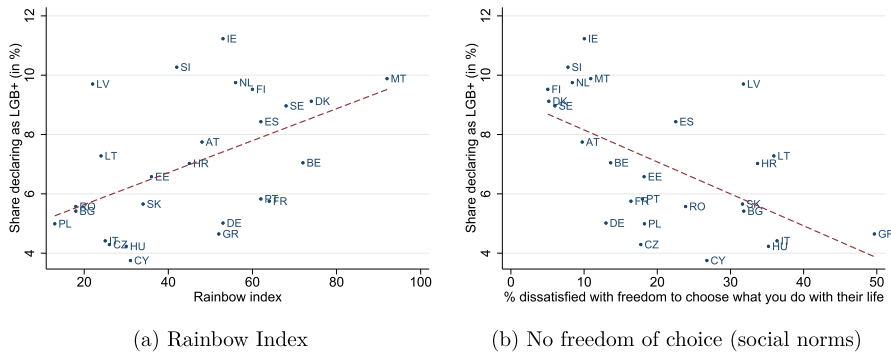 Share declaring as LGB+ (in %)
12
10
8
6
4
IE
SI
LV
NL
FI
MT
SE
DK
ES
AT
LT
HR
BE
EE
SK
PT
FR
RO
BG
PL
DE
GR
IT
CZ
HU
CY
20 40 60 80 100
Rainbow index
(a) Rainbow Index
Share declaring as LGB+ (in %)
12
10
8
6
4
IE
SI
MT
NL
LV
FI
DK
SE
ES
AT
BE
HR
LT
EE
FR
PT
RO
SK
BG
DE
PL
GR
CZ
IT
HU
CY
0 10 20 30 40 50
% dissatisfied with freedom to choose what you do with their life
(b) No freedom of choice (social norms)